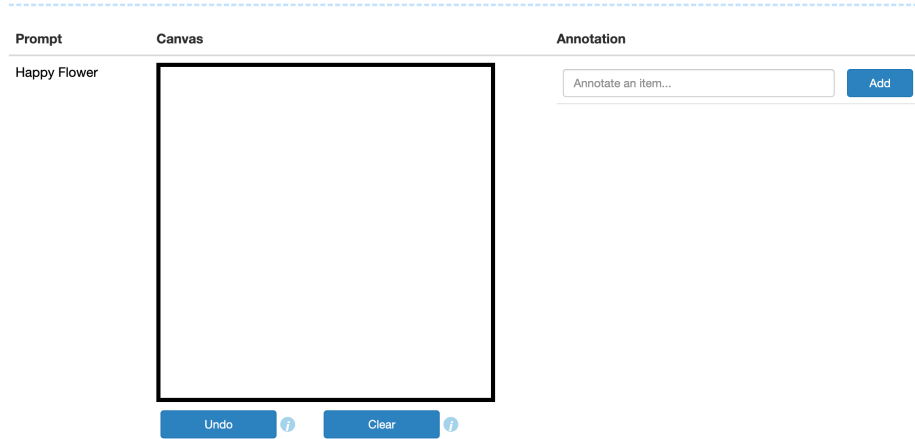 Prompt Canvas Annotation
Happy Flower
Annotate an item... Add
Undo i Clear i